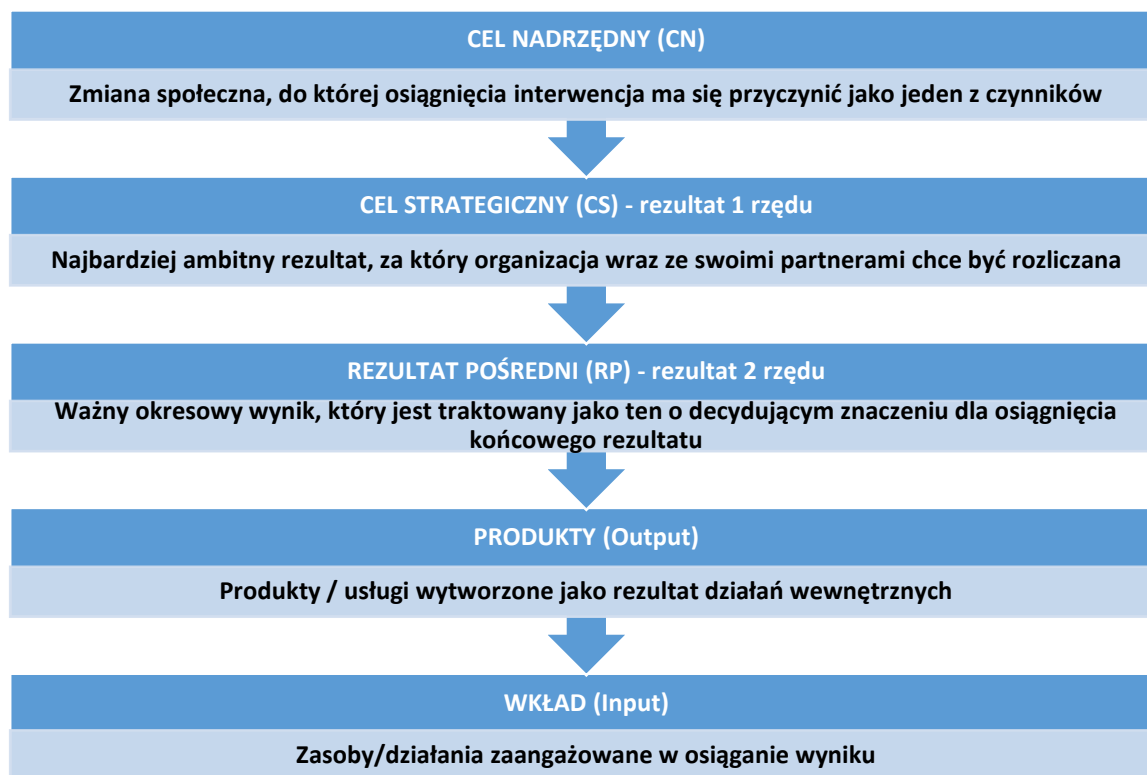 CEL NADRZĘDNY (CN)
Zmiana społeczna, do której osiągnięcia interwencja ma się przyczynić jako jeden z czynników
CEL STRATEGICZNY (CS) - rezultat 1 rzędu
Najbardziej ambitny rezultat, za który organizacja wraz ze swoimi partnerami chce być rozliczana
REZULTAT POŚREDNI (RP) - rezultat 2 rzędu
Ważny okresowy wynik, który jest traktowany jako ten o decydującym znaczeniu dla osiągnięcia
końcowego rezultatu
PRODUKTY (Output)
Produkty / usługi wytworzone jako rezultat działań wewnętrznych
WKŁAD (Input)
Zasoby/działania zaangażowane w osiąganie wyniku